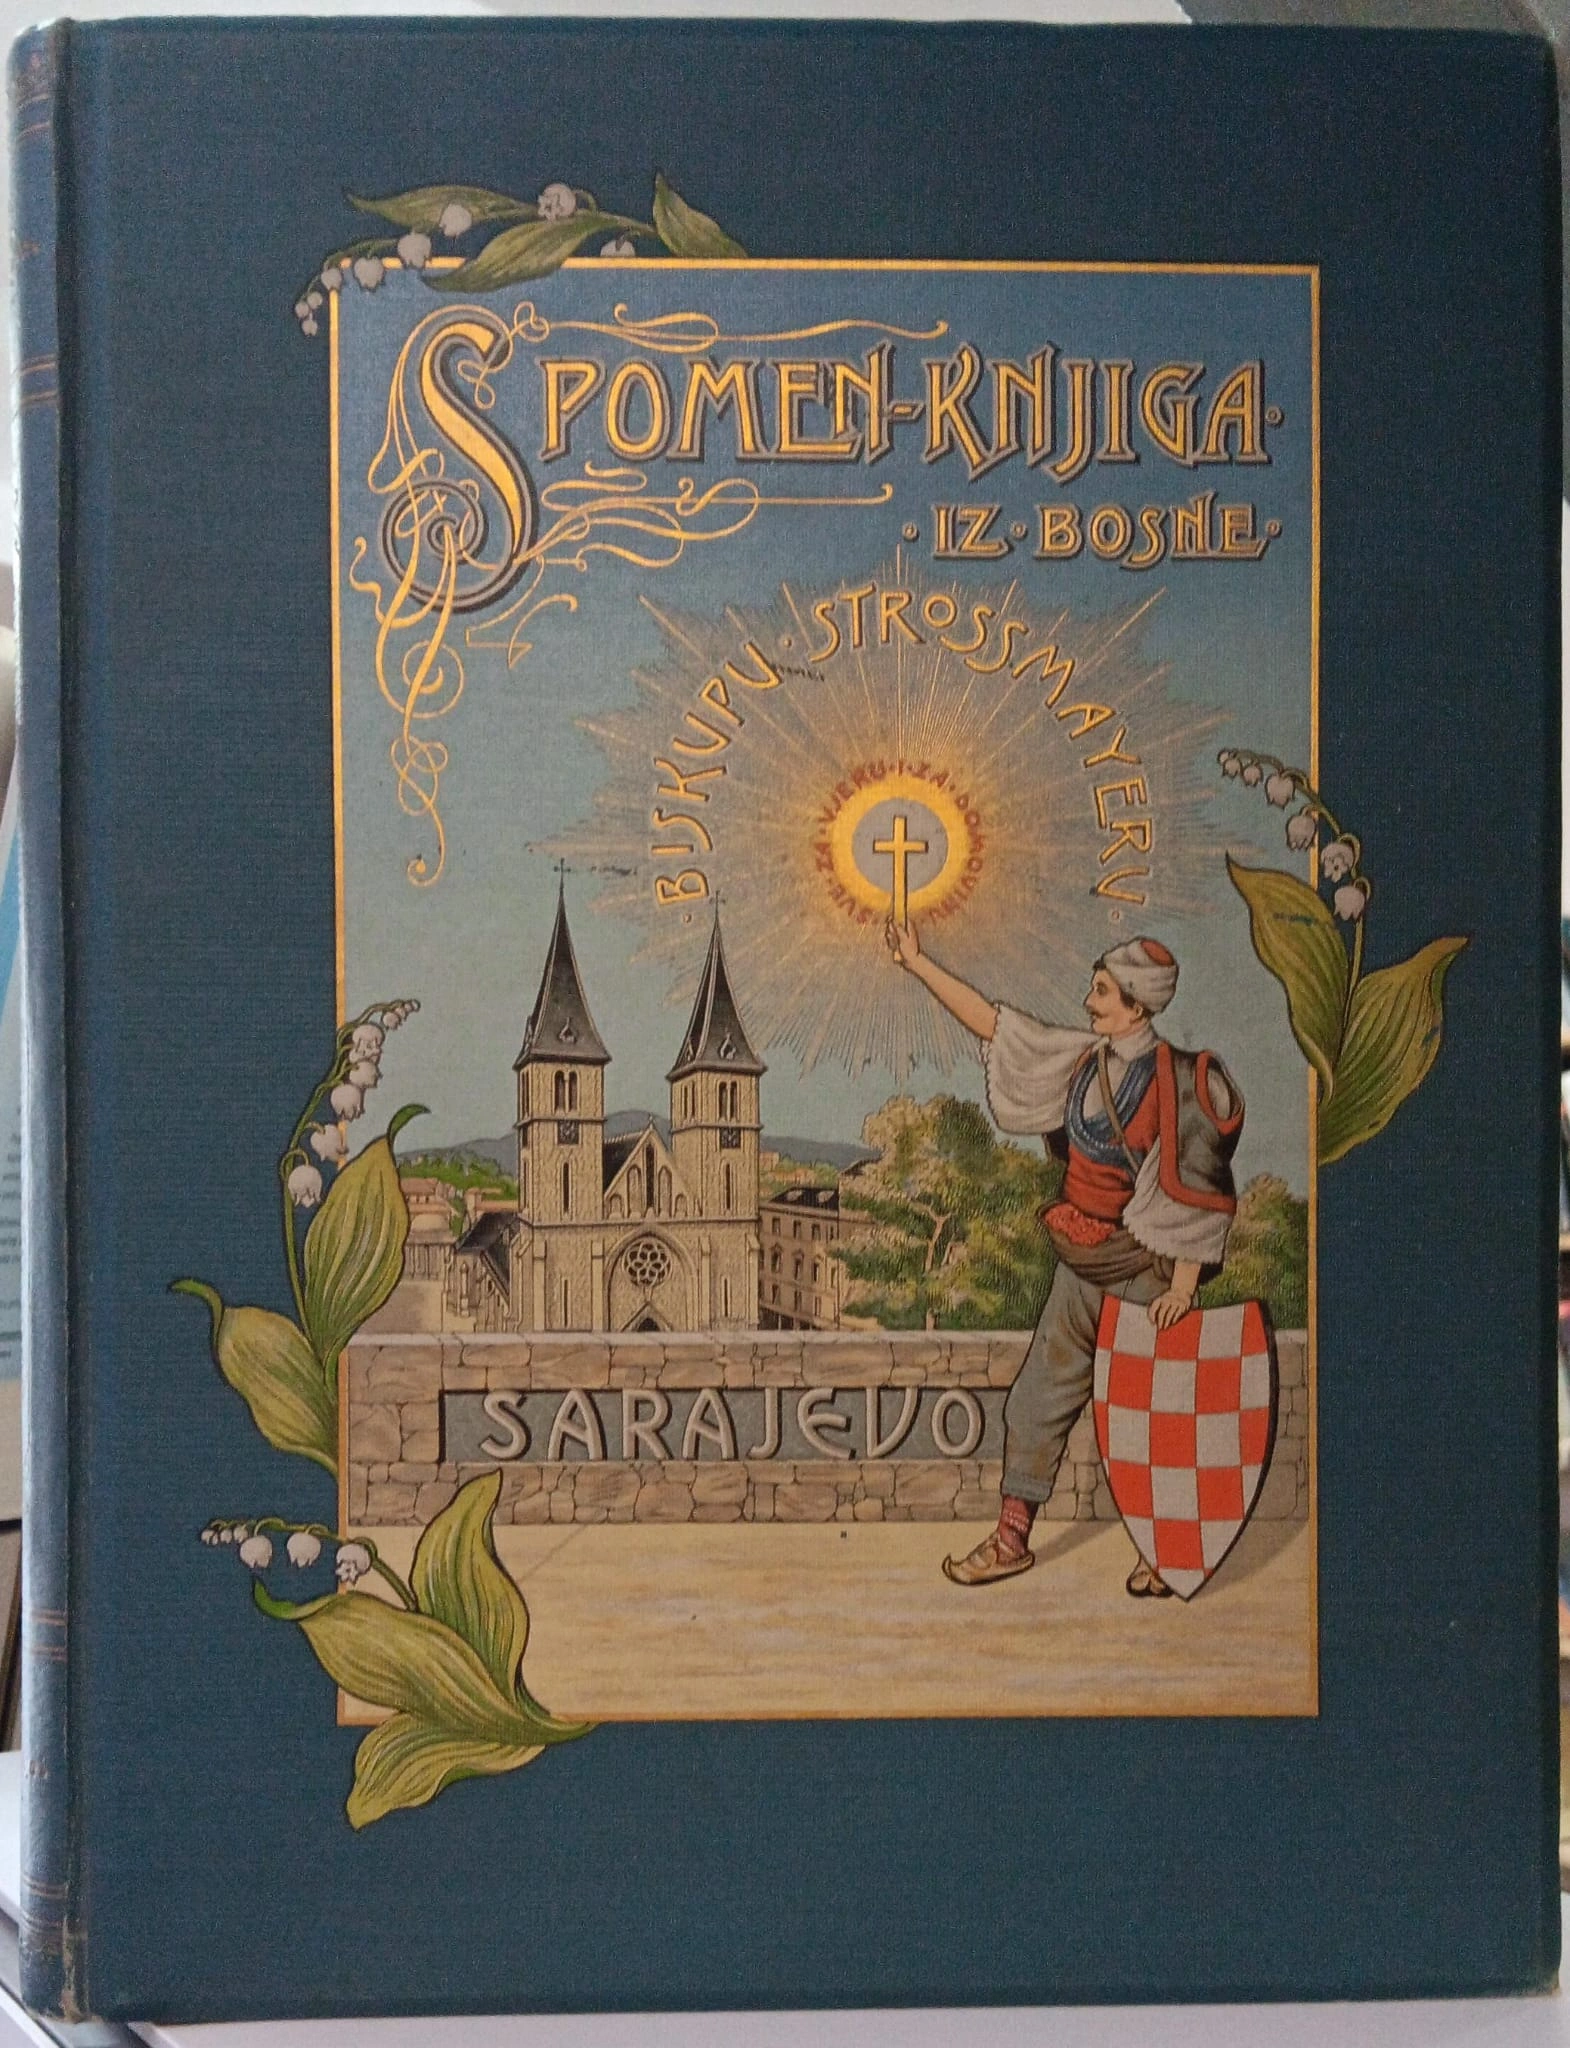 SPOMEN-KNJIGA
IZ · BOSNE
· BISKUPU · STROSSMAYERU ·
SVE · ZA · VJERU · I · ZA · DOMOVINU
SARAJEVO